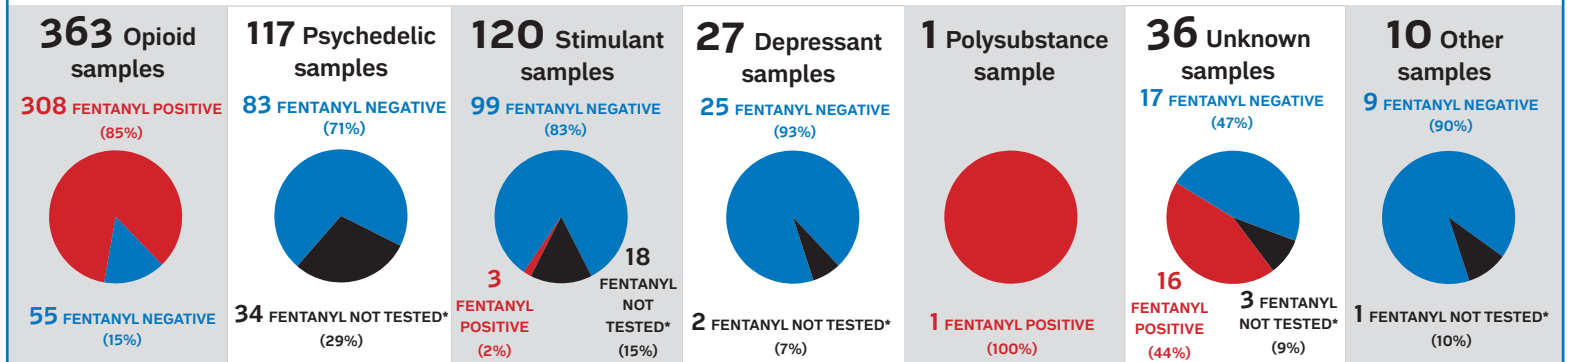 363 Opioid
samples
308 FENTANYL POSITIVE
(85%)
55 FENTANYL NEGATIVE
(15%)
117 Psychedelic
samples
83 FENTANYL NEGATIVE
(71%)
34 FENTANYL NOT TESTED*
(29%)
120 Stimulant
samples
99 FENTANYL NEGATIVE
(83%)
3
FENTANYL
POSITIVE
(2%)
18
FENTANYL
NOT
TESTED*
(15%)
27 Depressant
samples
25 FENTANYL NEGATIVE
(93%)
2 FENTANYL NOT TESTED*
(7%)
1 Polysubstance
sample
1 FENTANYL POSITIVE
(100%)
36 Unknown
samples
17 FENTANYL NEGATIVE
(47%)
16
FENTANYL
POSITIVE
(44%)
3 FENTANYL
NOT TESTED*
(9%)
10 Other
samples
9 FENTANYL NEGATIVE
(90%)
1 FENTANYL NOT TESTED*
(10%)